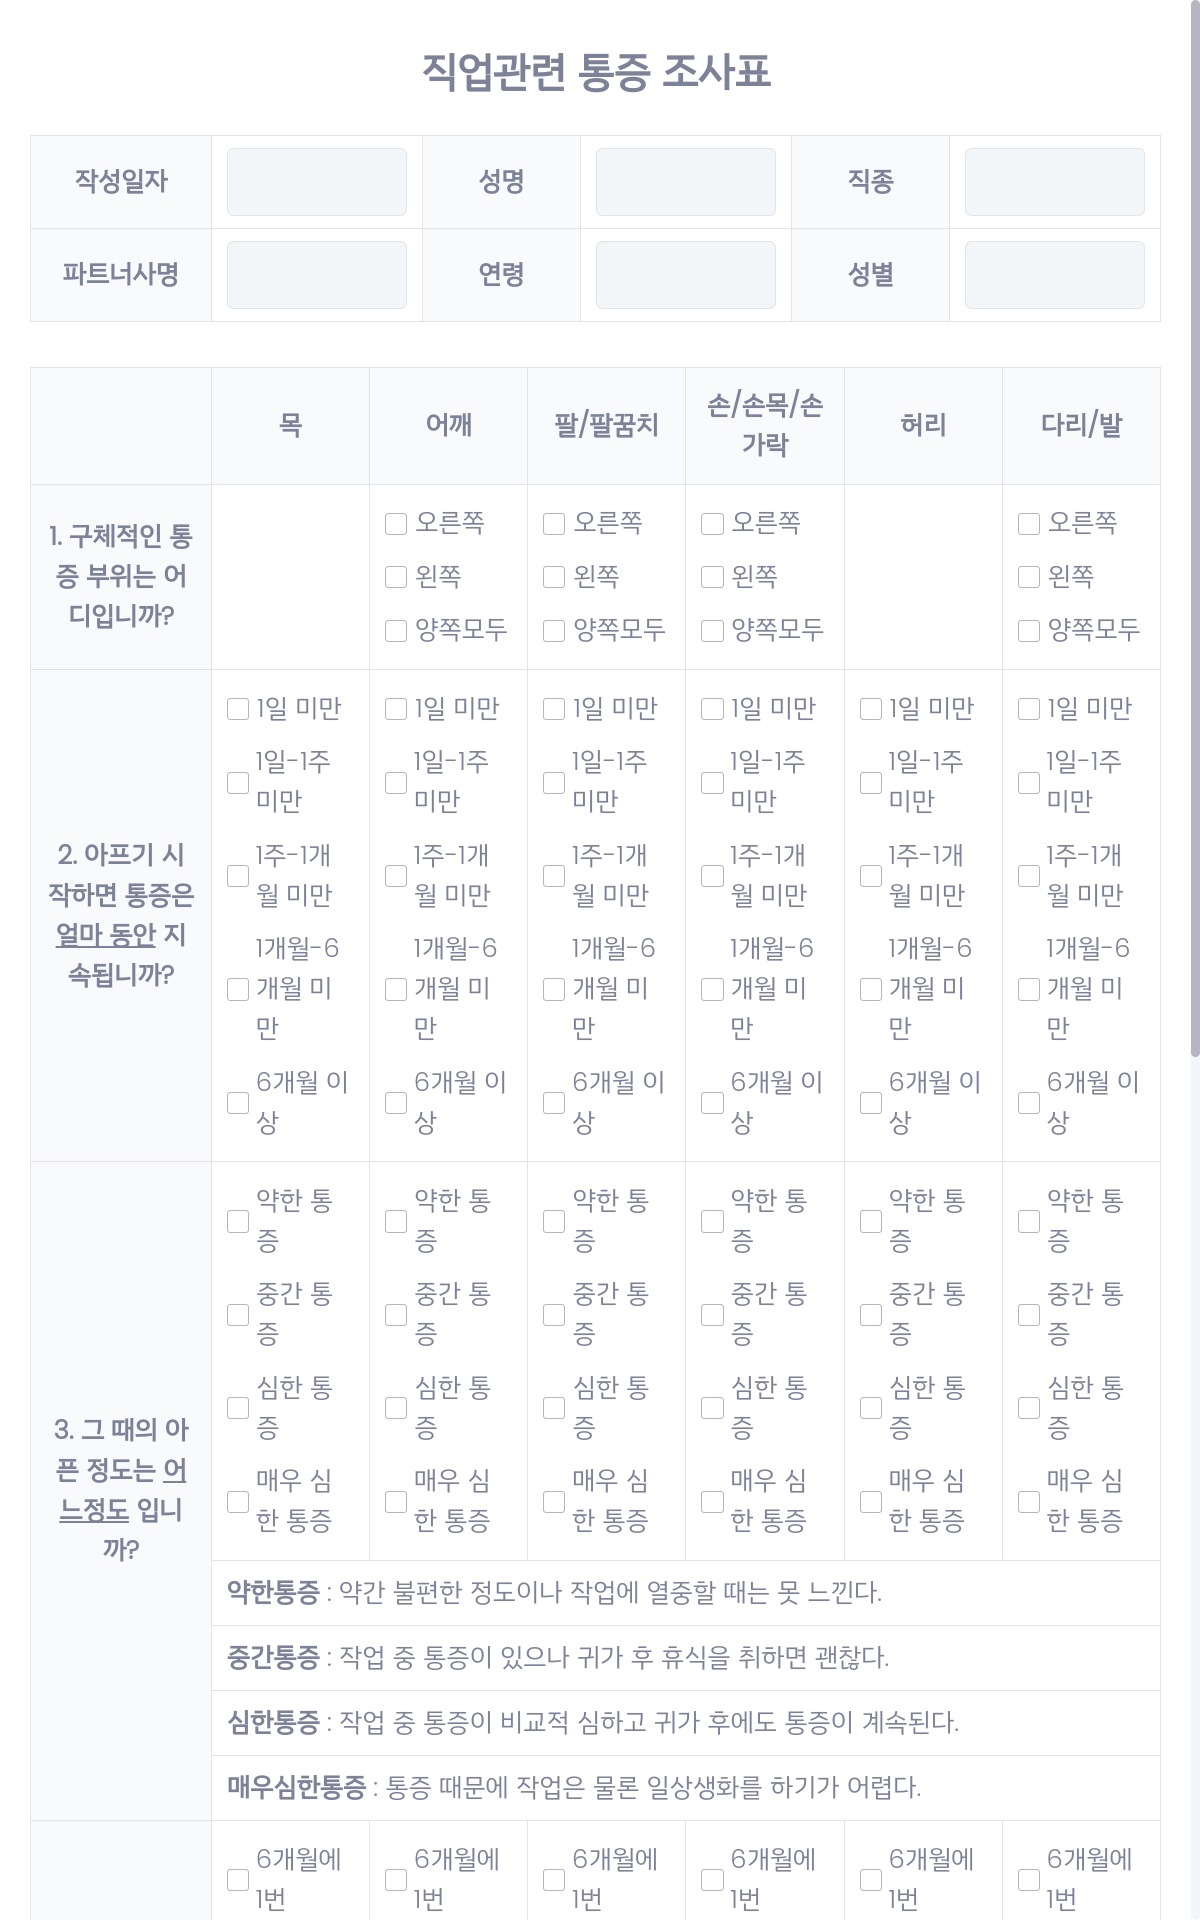 직업관련 통증 조사표
작성일자 성명 직종
파트너사명 연령 성별
목 어깨 팔/팔꿈치 손/손목/손 허리 다리/발
가락
1. 구체적인 통
증 부위는 어
디입니까?
오른쪽 오른쪽 오른쪽 오른쪽
왼쪽 왼쪽 왼쪽 왼쪽
양쪽모두 양쪽모두 양쪽모두 양쪽모두
2. 아프기 시
작하면 통증은
얼마 동안 지
속됩니까?
1일 미만 1일 미만 1일 미만 1일 미만 1일 미만 1일 미만
1일-1주 1일-1주 1일-1주 1일-1주 1일-1주 1일-1주
미만 미만 미만 미만 미만 미만
1주-1개 1주-1개 1주-1개 1주-1개 1주-1개 1주-1개
월 미만 월 미만 월 미만 월 미만 월 미만 월 미만
1개월-6 1개월-6 1개월-6 1개월-6 1개월-6 1개월-6
개월 미 개월 미 개월 미 개월 미 개월 미 개월 미
만 만 만 만 만 만
6개월 이 6개월 이 6개월 이 6개월 이 6개월 이 6개월 이
상 상 상 상 상 상
3. 그 때의 아
픈 정도는 어
느정도 입니
까?
약한 통 약한 통 약한 통 약한 통 약한 통 약한 통
증 증 증 증 증 증
중간 통 중간 통 중간 통 중간 통 중간 통 중간 통
증 증 증 증 증 증
심한 통 심한 통 심한 통 심한 통 심한 통 심한 통
증 증 증 증 증 증
매우 심 매우 심 매우 심 매우 심 매우 심 매우 심
한 통증 한 통증 한 통증 한 통증 한 통증 한 통증
약한통증 : 약간 불편한 정도이나 작업에 열중할 때는 못 느낀다.
중간통증 : 작업 중 통증이 있으나 귀가 후 휴식을 취하면 괜찮다.
심한통증 : 작업 중 통증이 비교적 심하고 귀가 후에도 통증이 계속된다.
매우심한통증 : 통증 때문에 작업은 물론 일상생화를 하기가 어렵다.
6개월에 6개월에 6개월에 6개월에 6개월에 6개월에
1번 1번 1번 1번 1번 1번